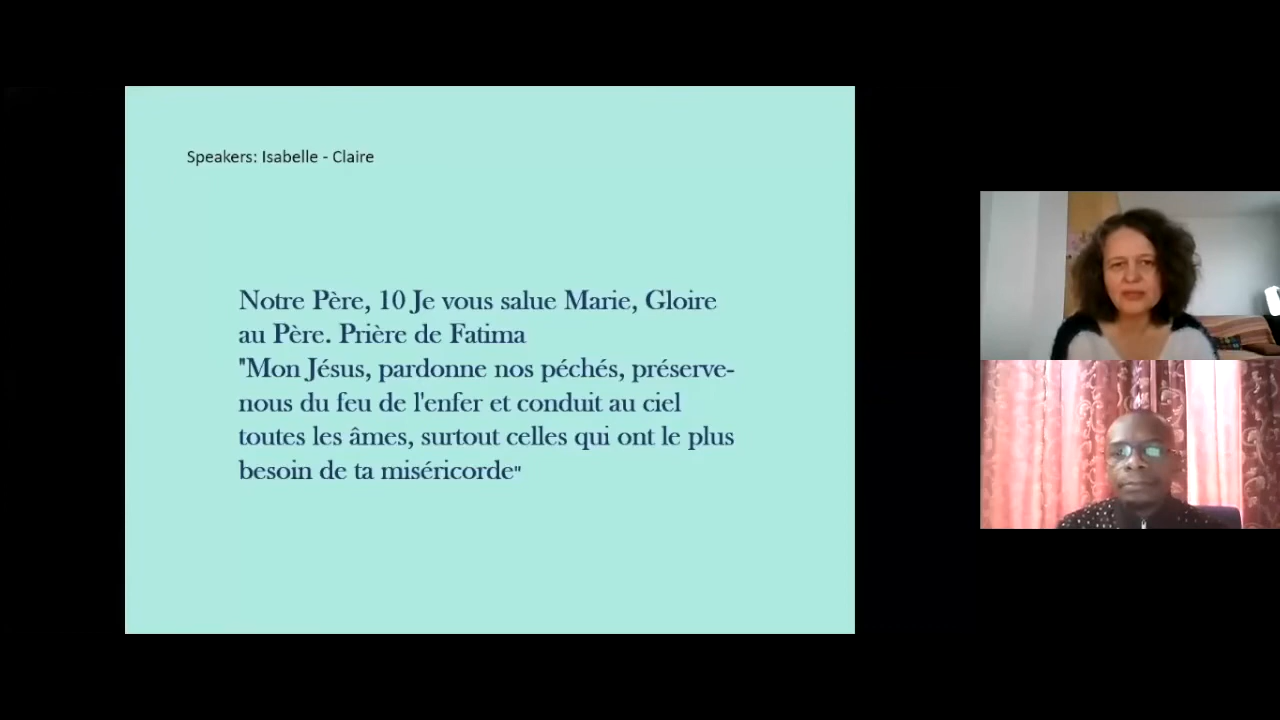 Speakers: Isabelle - Claire
Notre Père, 10 Je vous salue Marie, Gloire
au Père. Prière de Fatima
"Mon Jésus, pardonne nos péchés, préserve-
nous du feu de l'enfer et conduit au ciel
toutes les âmes, surtout celles qui ont le plus
besoin de ta miséricorde"